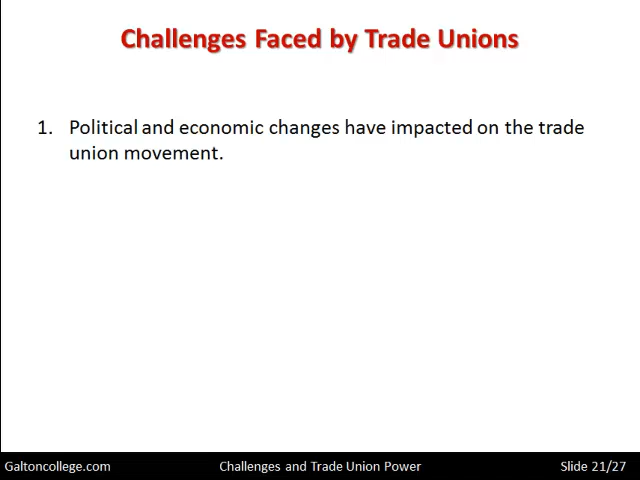 Challenges Faced by Trade Unions
1. Political and economic changes have impacted on the trade
union movement.
Galtoncollege.com Challenges and Trade Union Power Slide 21/27